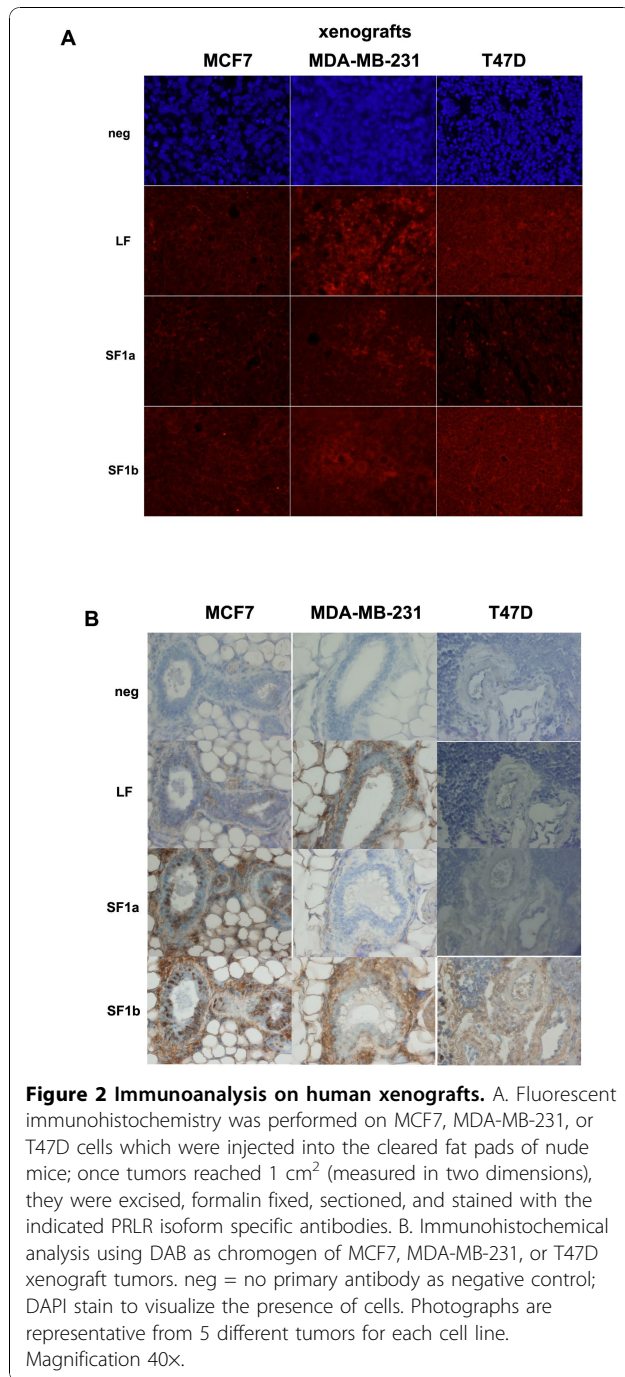 A
xenografts
MCF7 MDA-MB-231 T47D
neg
LF
SF1a
SF1b
B
MCF7 MDA-MB-231 T47D
neg
LF
SF1a
SF1b
Figure 2 Immunoanalysis on human xenografts. A. Fluorescent
immunohistochemistry was performed on MCF7, MDA-MB-231, or
T47D cells which were injected into the cleared fat pads of nude
mice; once tumors reached 1 cm² (measured in two dimensions),
they were excised, formalin fixed, sectioned, and stained with the
indicated PRLR isoform specific antibodies. B. Immunohistochemical
analysis using DAB as chromogen of MCF7, MDA-MB-231, or T47D
xenograft tumors. neg = no primary antibody as negative control;
DAPI stain to visualize the presence of cells. Photographs are
representative from 5 different tumors for each cell line.
Magnification 40×.